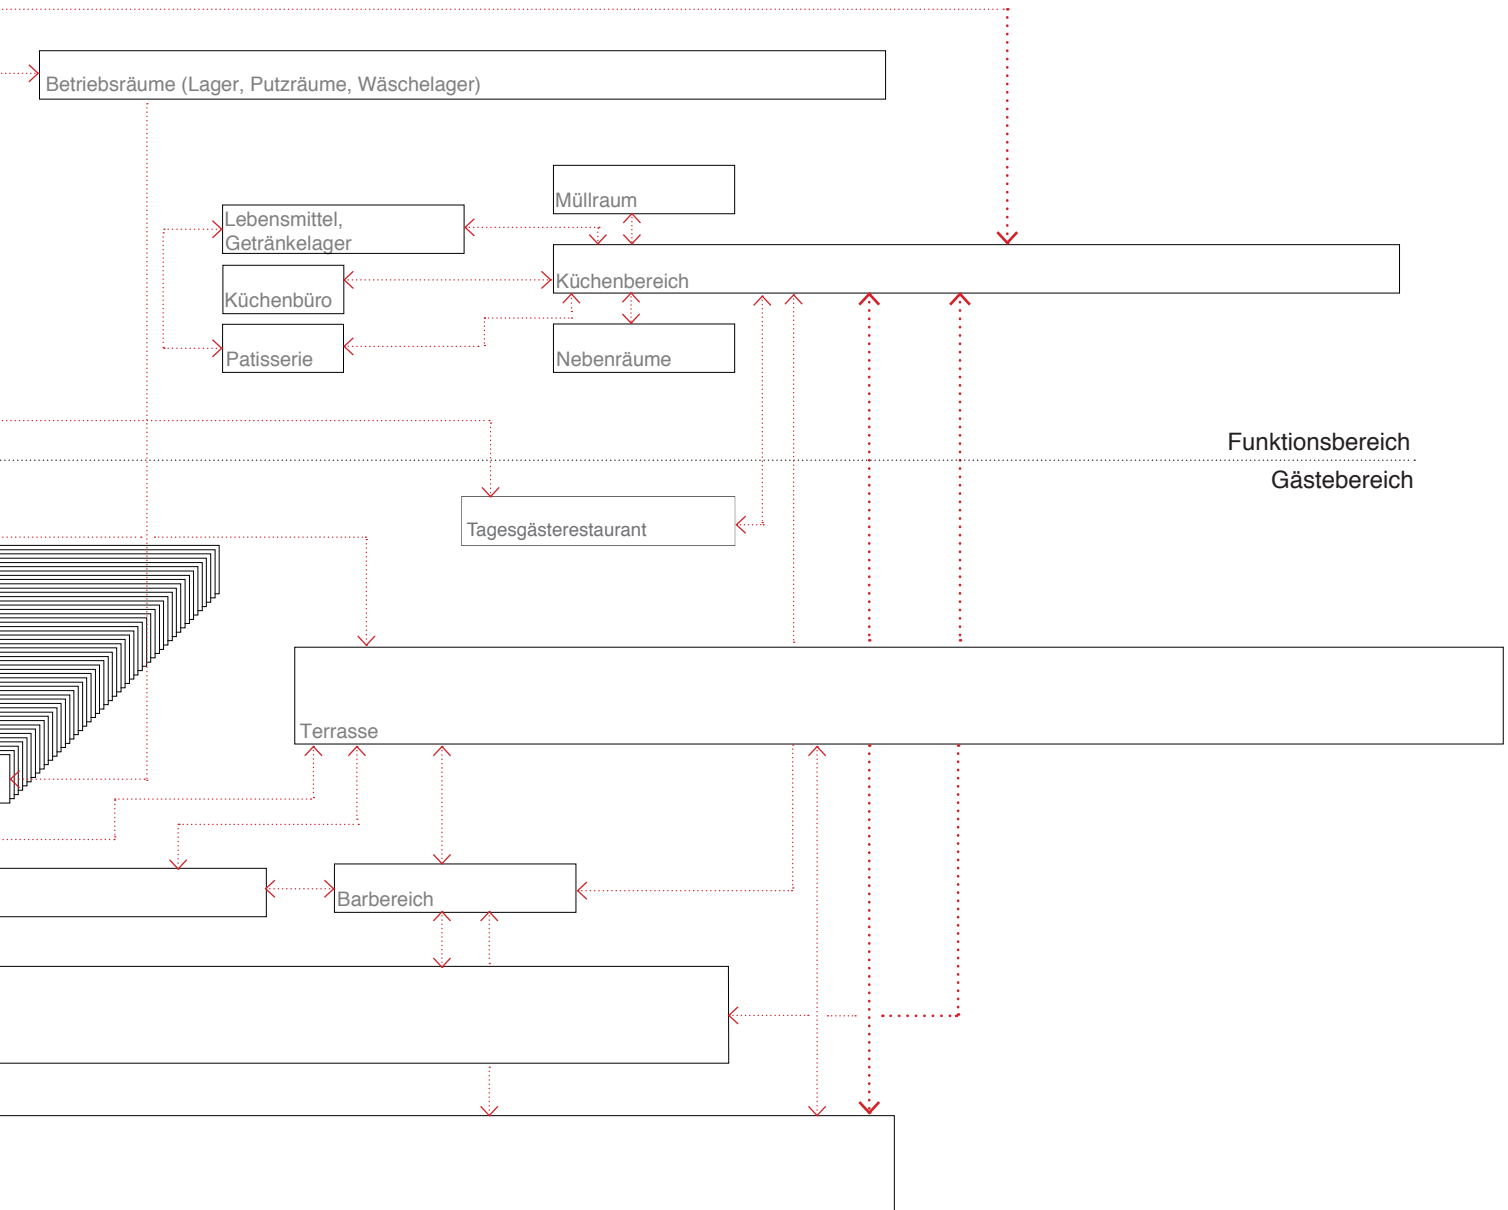 Betriebsräume (Lager, Putzräume, Wäschelager)
Müllraum
Lebensmittel,
Getränkelager
Küchenbereich
Küchenbüro
Patisserie
Nebenräume
Funktionsbereich
Gästebereich
Tagesgästerestaurant
Terrasse
Barbereich